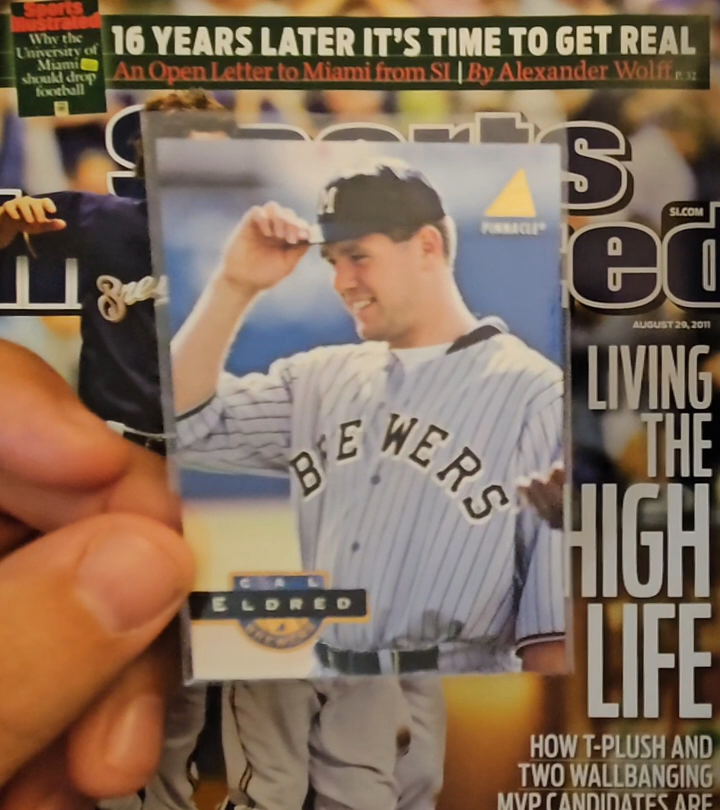 Sports
Illustrated
Why the
University of
Miami
should drop
football
16 YEARS LATER IT'S TIME TO GET REAL
An Open Letter to Miami from SI | By Alexander Wolff P. 32
Sports
ed
SI.COM
AUGUST 29, 2011
Brew
M
PINNACLE®
BREWERS
CAL
ELDRED
BREWERS
LIVING
THE
HIGH
LIFE
HOW T-PLUSH AND
TWO WALLBANGING
MVP CANDIDATES ARE